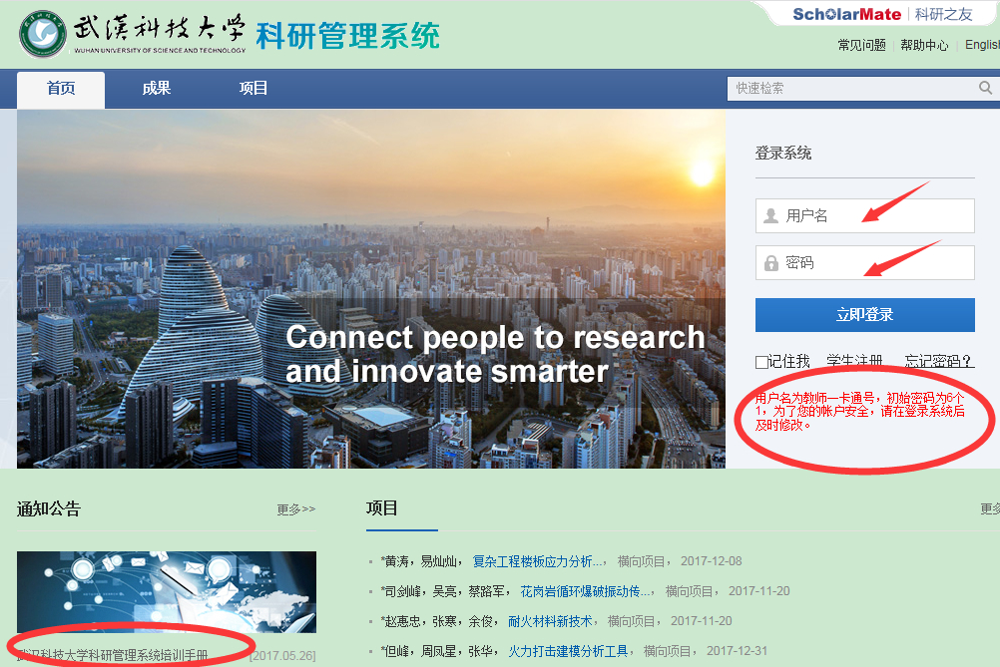 武漢科技大学
WUHAN UNIVERSITY OF SCIENCE AND TECHNOLOGY
科研管理系统
ScholarMate 科研之友
常见问题 帮助中心 English
首页 成果 项目
快速检索
登录系统
用户名
密码
立即登录
记住我 学生注册 忘记密码?
用户名为教师一卡通号，初始密码为6个
1，为了您的帐户安全，请在登录系统后
及时修改。
Connect people to research
and innovate smarter
通知公告 更多>>
武汉科技大学科研管理系统培训手册 [2017.05.26]
项目 更多
*黄涛，易灿灿，复杂工程楼板应力分析...，横向项目，2017-12-08
*司剑峰，吴亮，蔡路军，花岗岩循环爆破振动传...，横向项目，2017-11-20
*赵惠忠，张寒，余俊，耐火材料新技术，横向项目，2017-11-20
*但峰，周凤星，张华，火力打击建模分析工具，横向项目，2017-12-31